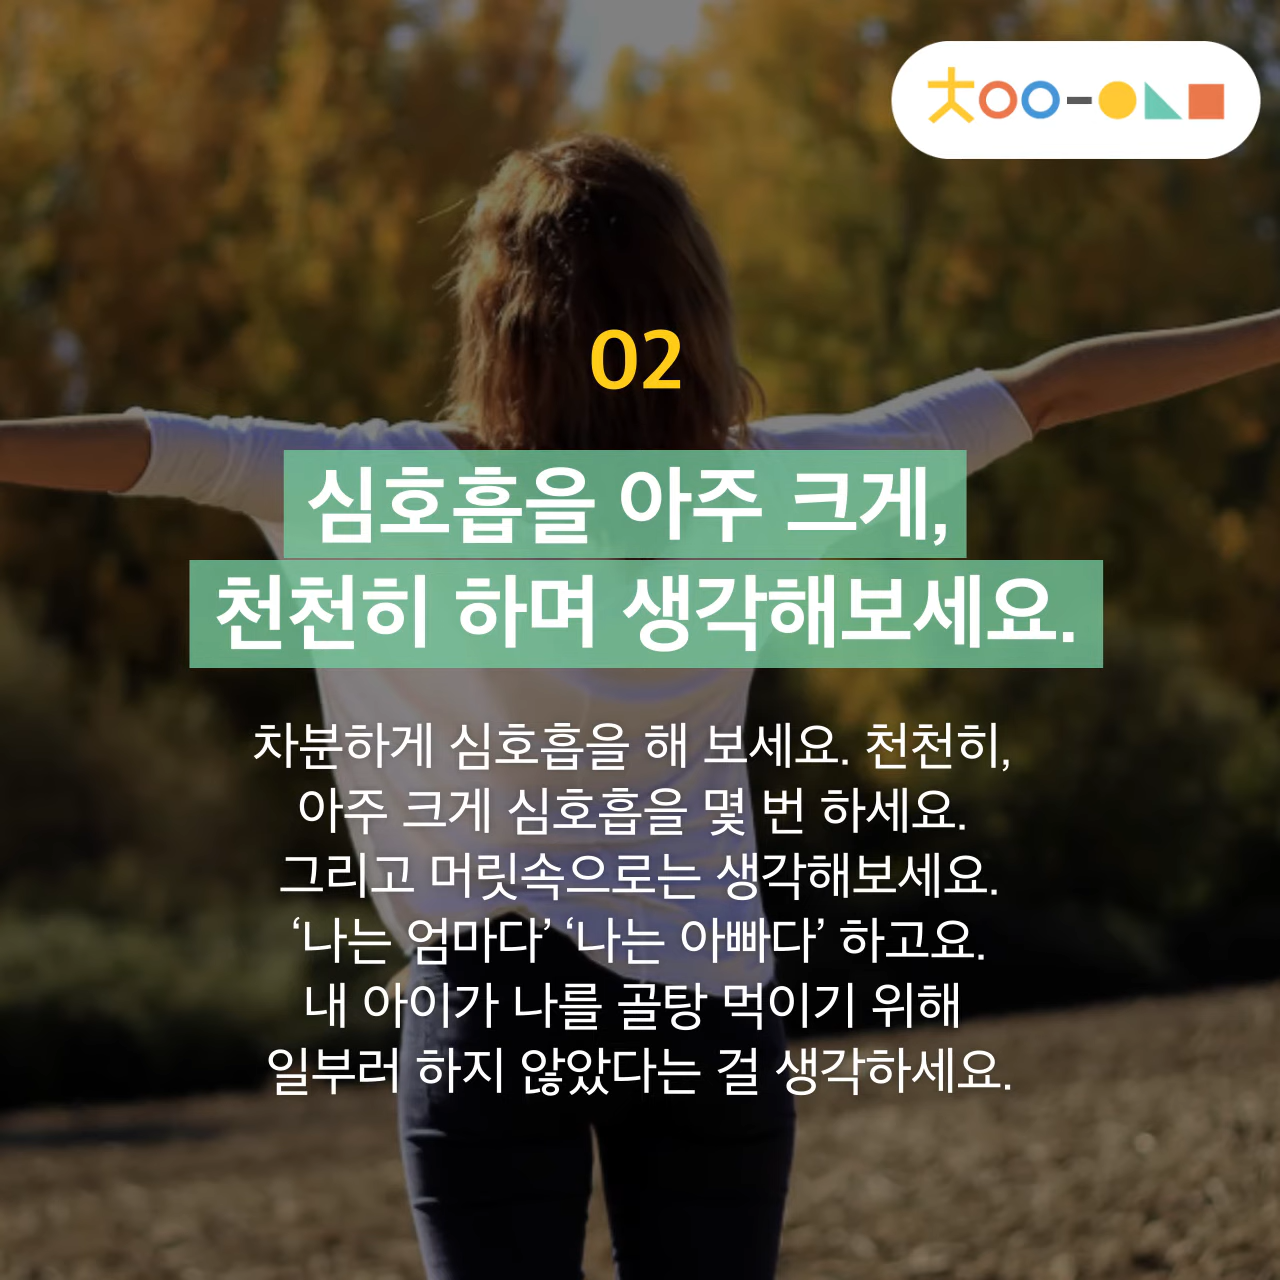 02
심호흡을 아주 크게,
천천히 하며 생각해보세요.
차분하게 심호흡을 해 보세요. 천천히,
아주 크게 심호흡을 몇 번 하세요.
그리고 머릿속으로는 생각해보세요.
‘나는 엄마다’ ‘나는 아빠다’ 하고요.
내 아이가 나를 골탕 먹이기 위해
일부러 하지 않았다는 걸 생각하세요.